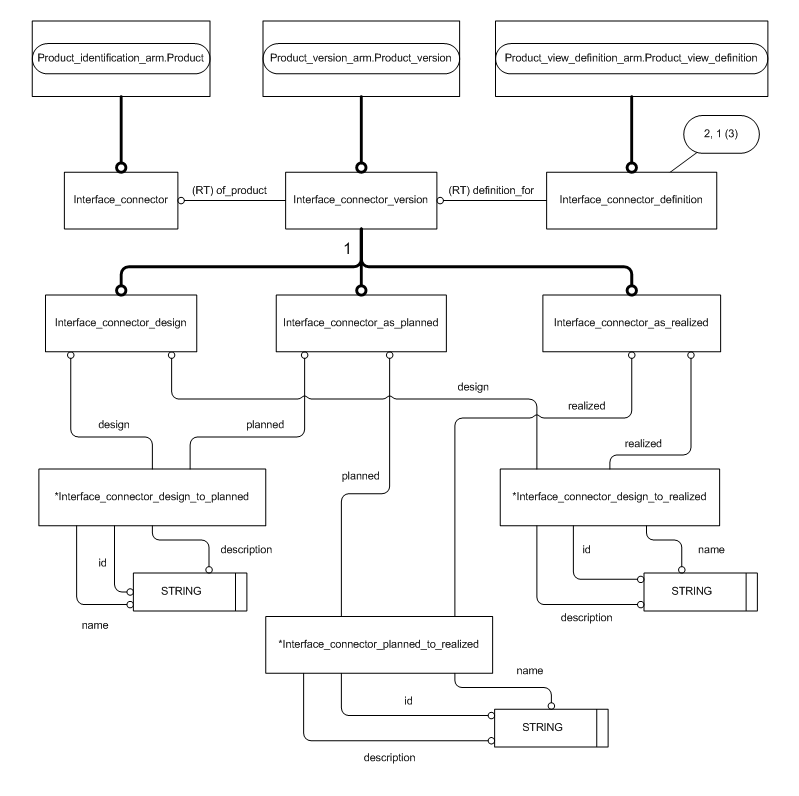 Product_identification_arm.Product
Product_version_arm.Product_version
Product_view_definition_arm.Product_view_definition
2, 1 (3)
Interface_connector
(RT) of_product
Interface_connector_version
(RT) definition_for
Interface_connector_definition
1
Interface_connector_design
Interface_connector_as_planned
Interface_connector_as_realized
design
realized
design
planned
realized
planned
*Interface_connector_design_to_planned
*Interface_connector_design_to_realized
id
description
id
name
STRING
STRING
name
description
*Interface_connector_planned_to_realized
name
id
STRING
description